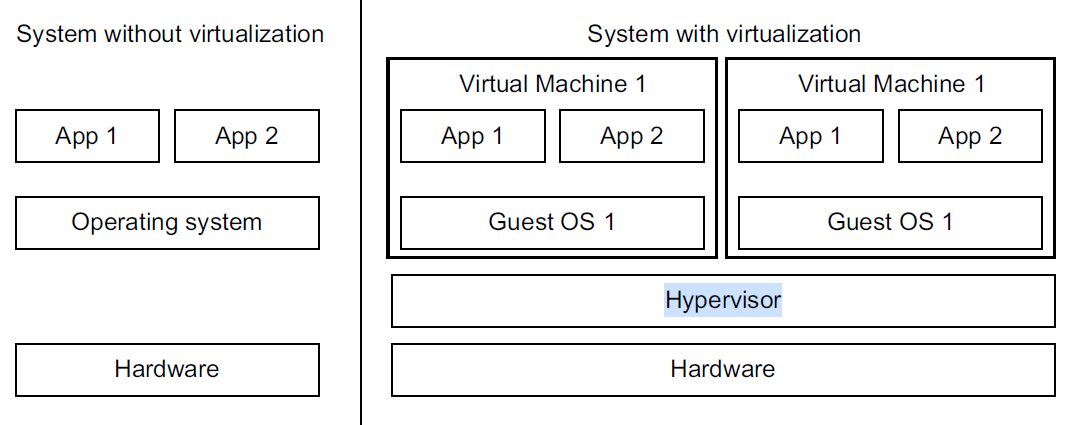 System without virtualization
App 1
App 2
Operating system
Hardware
System with virtualization
Virtual Machine 1
App 1
App 2
Guest OS 1
Virtual Machine 1
App 1
App 2
Guest OS 1
Hypervisor
Hardware